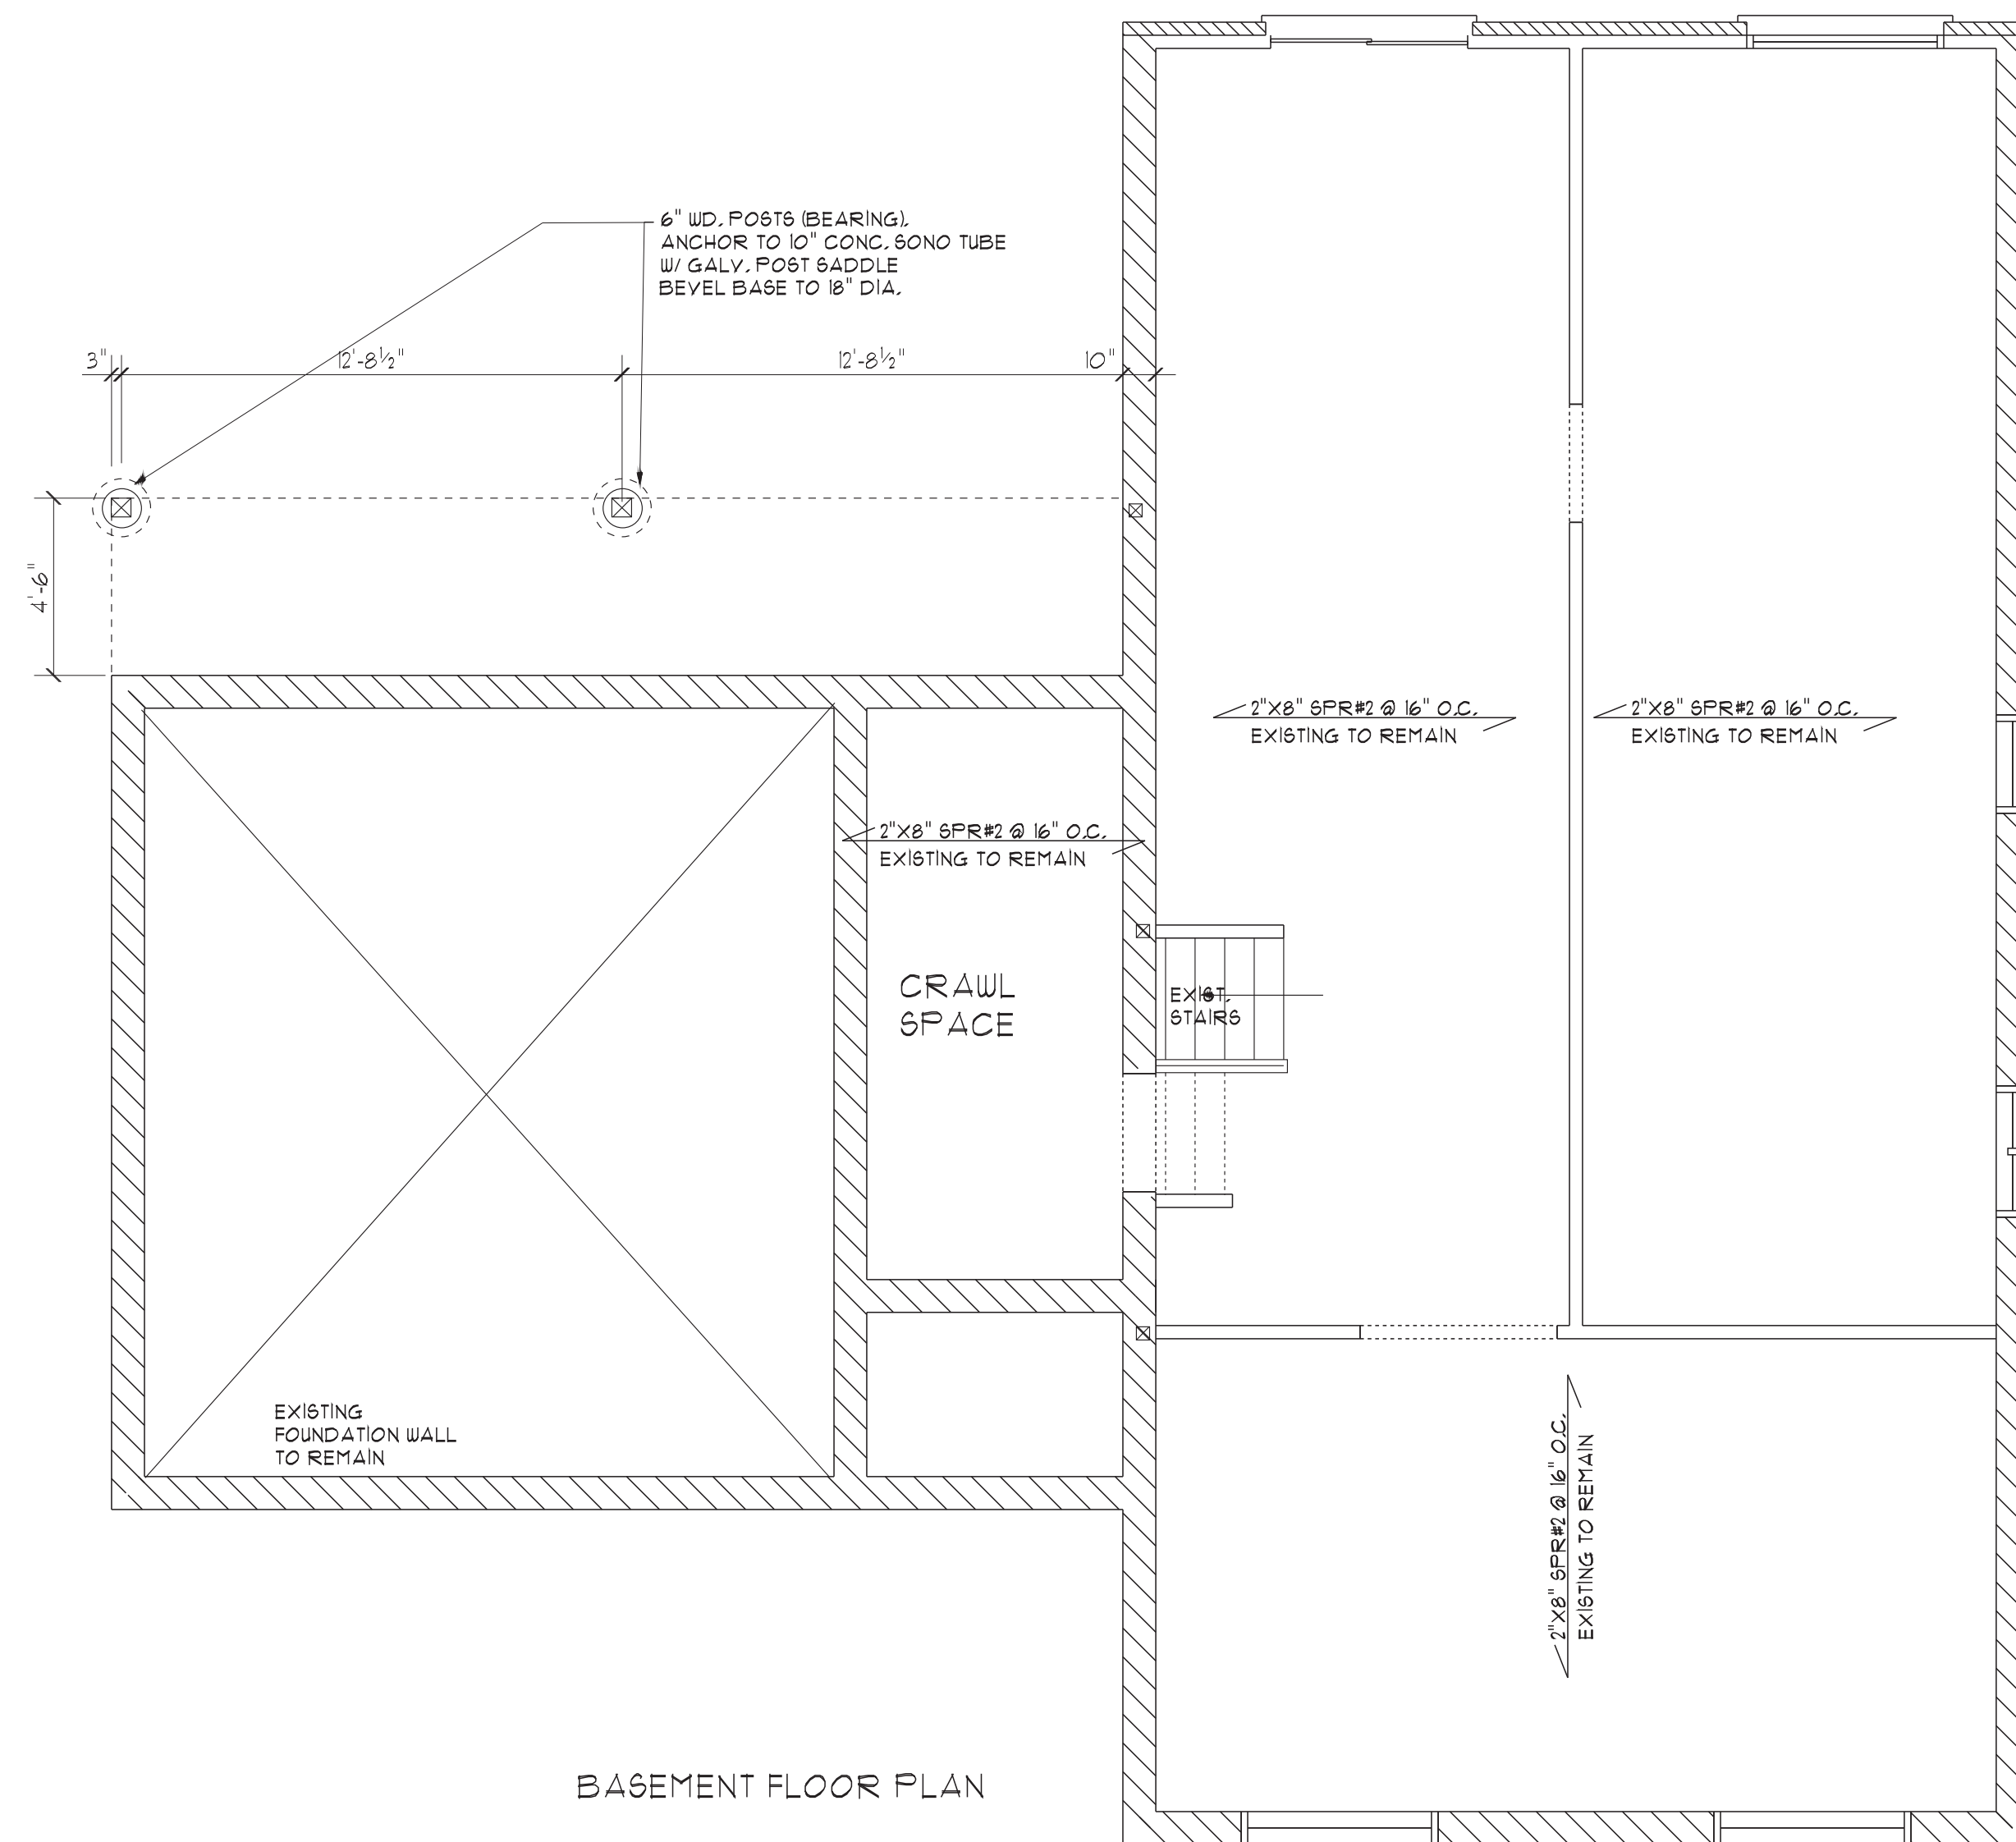 6" WD. POSTS (BEARING).
ANCHOR TO 10" CONC. SONO TUBE
W/ GALV. POST SADDLE
BEVEL BASE TO 18" DIA.
3"
12'-8½"
12'-8½"
10"
4'-6"
2"X8" SPR#2 @ 16" O.C.
EXISTING TO REMAIN
2"X8" SPR#2 @ 16" O.C.
EXISTING TO REMAIN
2"X8" SPR#2 @ 16" O.C.
EXISTING TO REMAIN
CRAWL
SPACE
EXIST.
STAIRS
EXISTING
FOUNDATION WALL
TO REMAIN
2"X8" SPR#2 @ 16" O.C.
EXISTING TO REMAIN
BASEMENT FLOOR PLAN